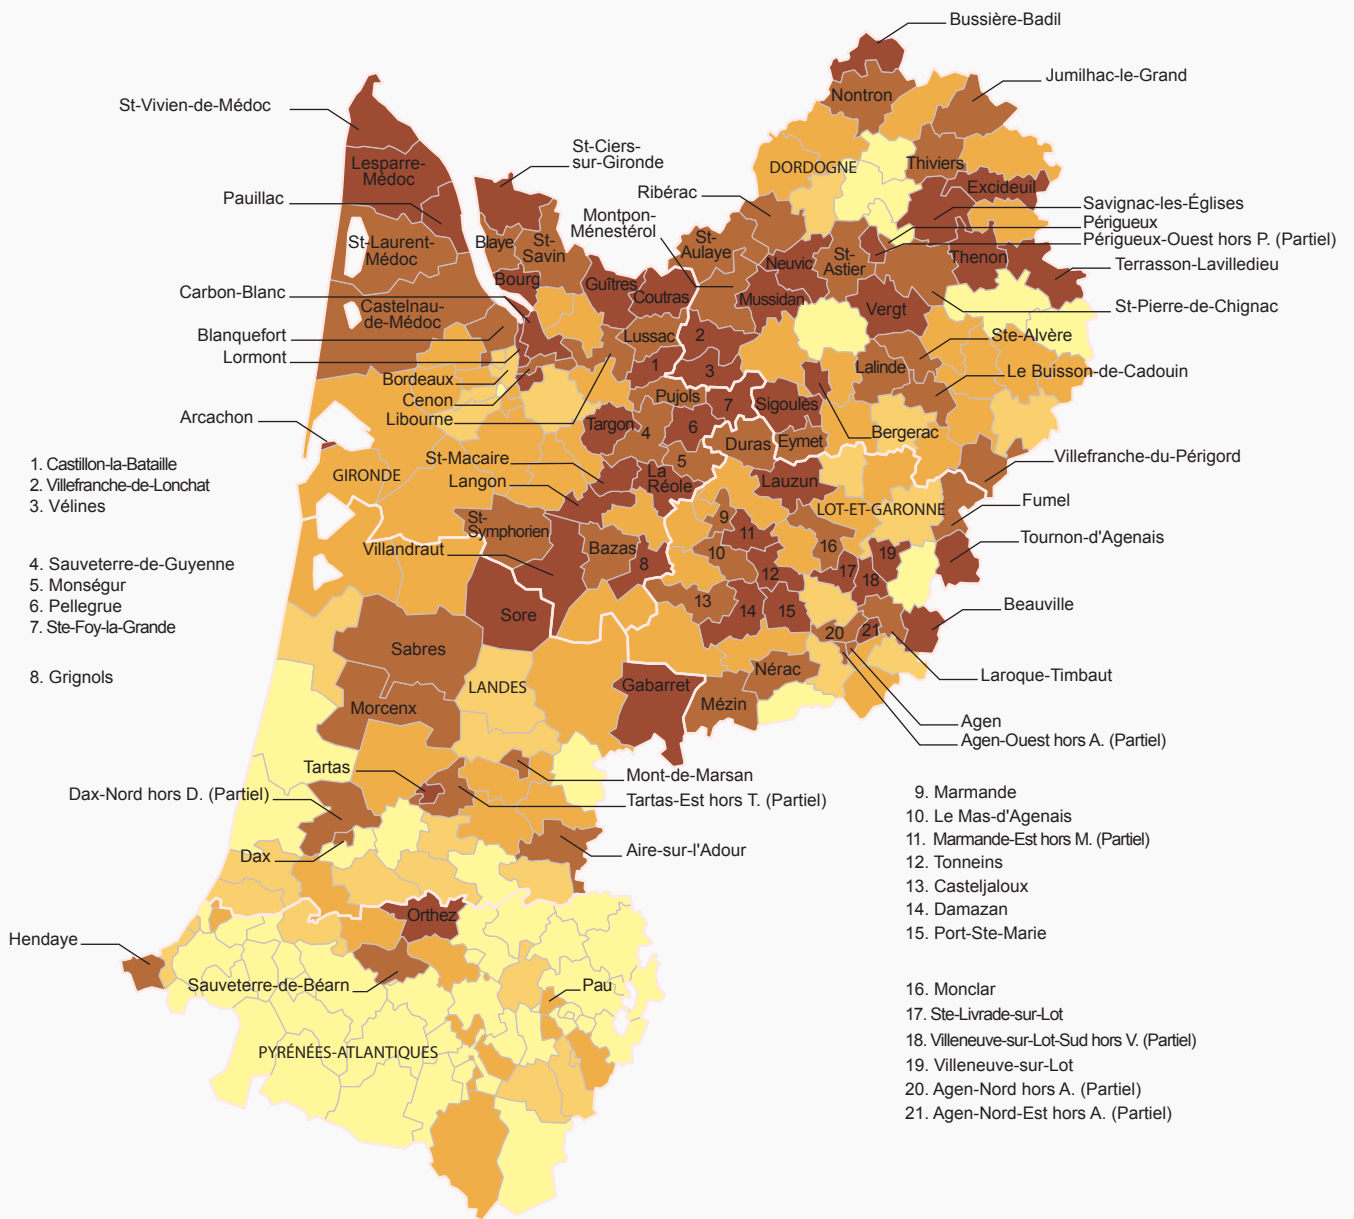 Bussière-Badil
Jumilhac-le-Grand
Nontron
St-Vivien-de-Médoc
St-Ciers-
sur-Gironde
DORDOGNE
Thiviers
Lesparre-
Médoc
Excideuil
Ribérac
Pauillac
Savignac-les-Églises
Montpon-
Ménestérol
Périgueux
Périgueux-Ouest hors P. (Partiel)
St-Laurent-
Médoc
Blaye
St-
Savin
St-
Aulaye
Neuvic
St-
Astier
Thenon
Terrasson-Lavilledieu
Bourg
Guîtres
Coutras
Mussidan
Vergt
St-Pierre-de-Chignac
Carbon-Blanc
Castelnau-
de-Médoc
Blanquefort
Lussac
2
Ste-Alvère
Lormont
1
3
Lalinde
Le Buisson-de-Cadouin
Bordeaux
Cenon
Pujols
7
Sigoulès
Arcachon
Libourne
Targon
4
6
Bergerac
Duras
Eymet
St-Macaire
5
Villefranche-du-Périgord
1. Castillon-la-Bataille
2. Villefranche-de-Lonchat
3. Vélines
GIRONDE
Langon
La
Réole
Lauzun
Fumel
LOT-ET-GARONNE
St-
Symphorien
9
11
16
Tournon-d'Agenais
Villandraut
Bazas
8
10
12
19
17
18
4. Sauveterre-de-Guyenne
5. Monségur
6. Pellegrue
7. Ste-Foy-la-Grande
Sore
13
14
15
Beauville
20
21
8. Grignols
Sabres
Laroque-Timbaut
LANDES
Gabarret
Nérac
Morcenx
Mézin
Agen
Agen-Ouest hors A. (Partiel)
Tartas
Mont-de-Marsan
Dax-Nord hors D. (Partiel)
Tartas-Est hors T. (Partiel)
Dax
Aire-sur-l'Adour
9. Marmande
10. Le Mas-d'Agenais
11. Marmande-Est hors M. (Partiel)
12. Tonneins
13. Casteljaloux
14. Damazan
15. Port-Ste-Marie
Orthez
Hendaye
Sauveterre-de-Béarn
Pau
PYRÉNÉES-ATLANTIQUES
16. Monclar
17. Ste-Livrade-sur-Lot
18. Villeneuve-sur-Lot-Sud hors V. (Partiel)
19. Villeneuve-sur-Lot
20. Agen-Nord hors A. (Partiel)
21. Agen-Nord-Est hors A. (Partiel)